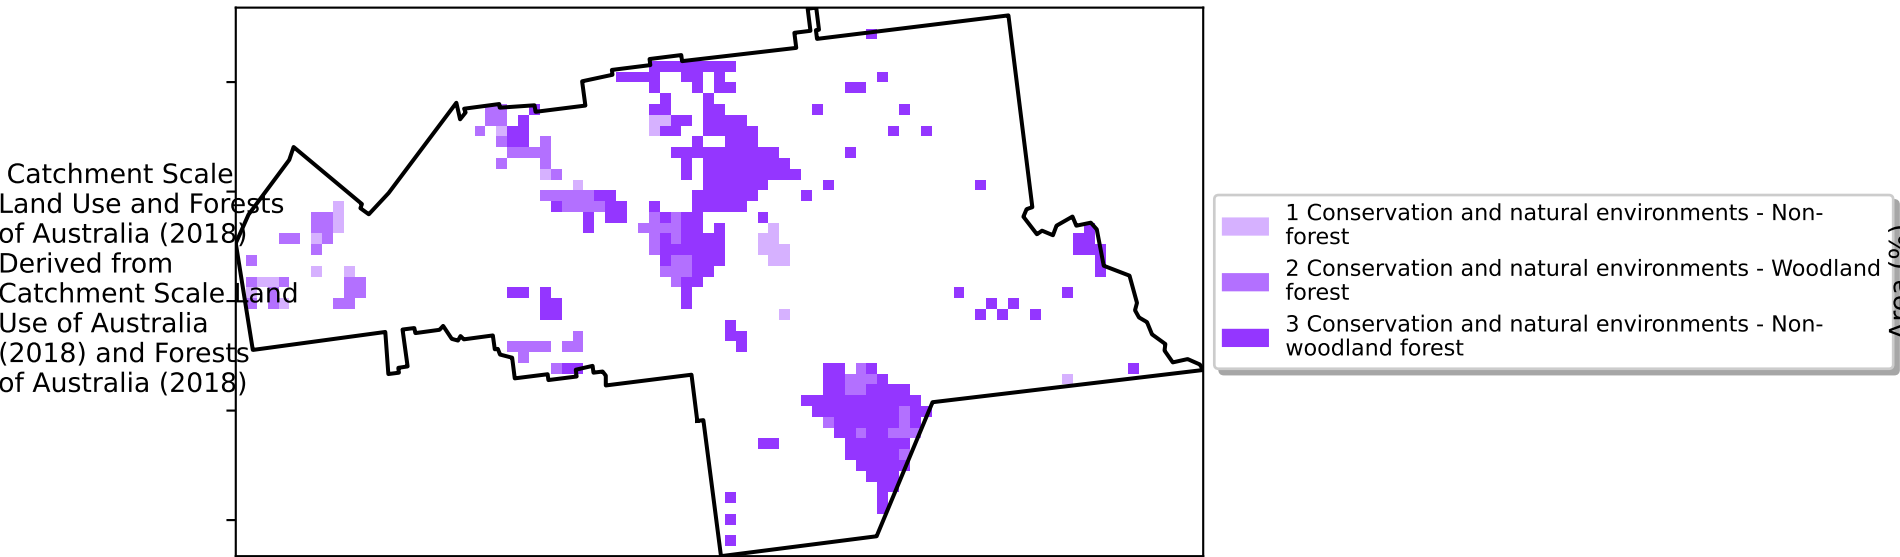 Catchment Scale
Land Use and Forests
of Australia (2018)
Derived from
Catchment Scale Land
Use of Australia
(2018) and Forests
of Australia (2018)
1 Conservation and natural environments - Non-
forest
2 Conservation and natural environments - Woodland
forest
3 Conservation and natural environments - Non-
woodland forest